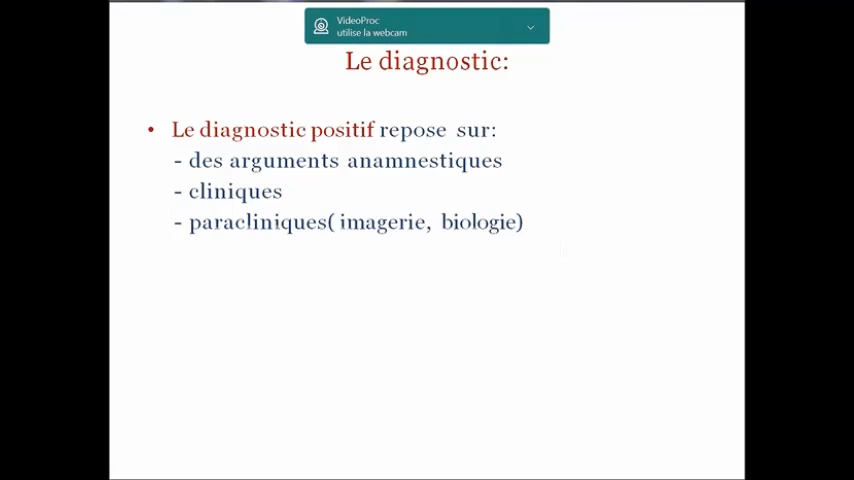 VideoProc
utilise la webcam
Le diagnostic:
• Le diagnostic positif repose sur:
- des arguments anamnestiques
- cliniques
- paracliniques( imagerie, biologie)